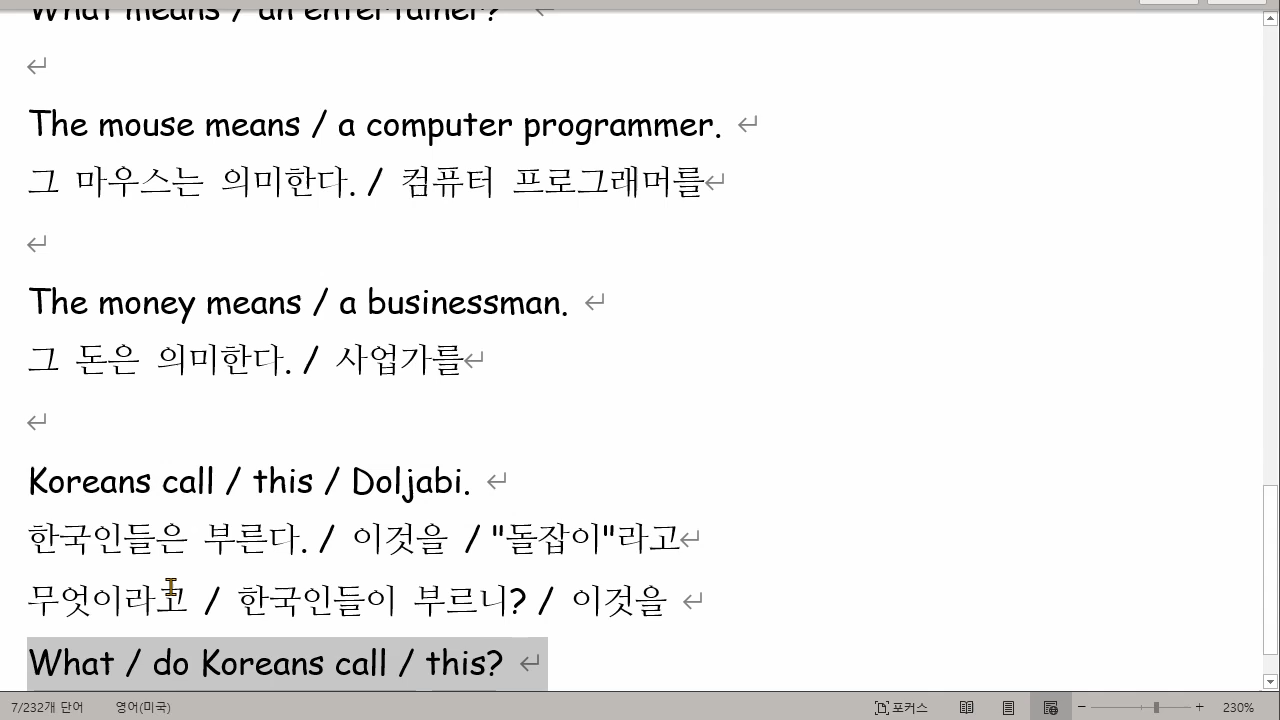 What means / an entertainer?
The mouse means / a computer programmer.
그 마우스는 의미한다. / 컴퓨터 프로그래머를
The money means / a businessman.
그 돈은 의미한다. / 사업가를
Koreans call / this / Doljabi.
한국인들은 부른다. / 이것을 / "돌잡이"라고
무엇이라고 / 한국인들이 부르니? / 이것을
What / do Koreans call / this?
7/232개 단어 영어(미국) 포커스 230%